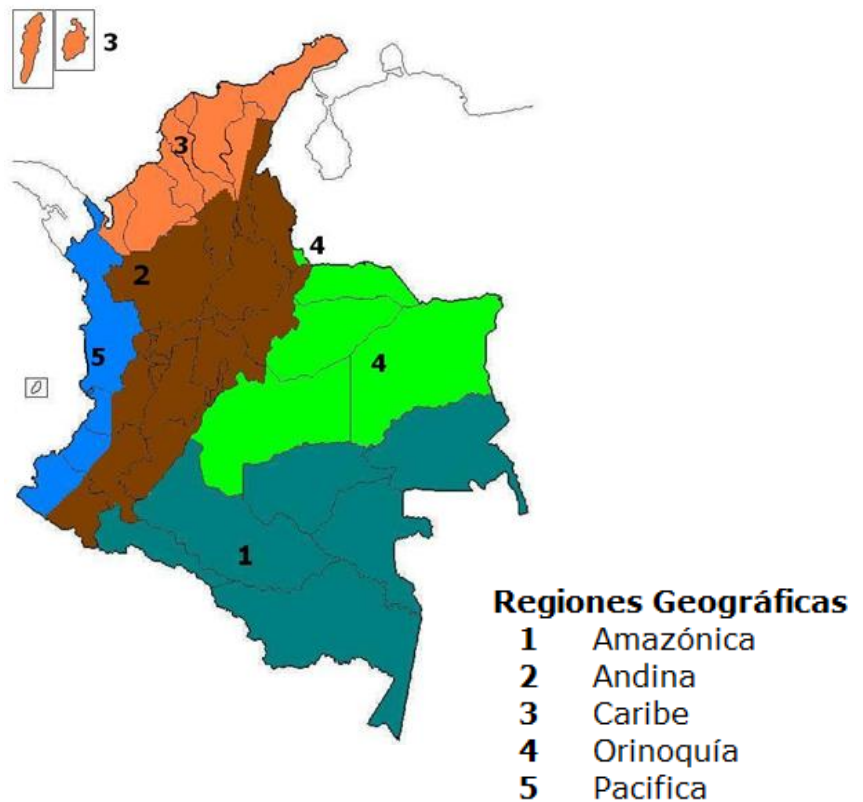 3
3
4
2
5
4
1
Regiones Geográficas
1 Amazónica
2 Andina
3 Caribe
4 Orinoquía
5 Pacifica